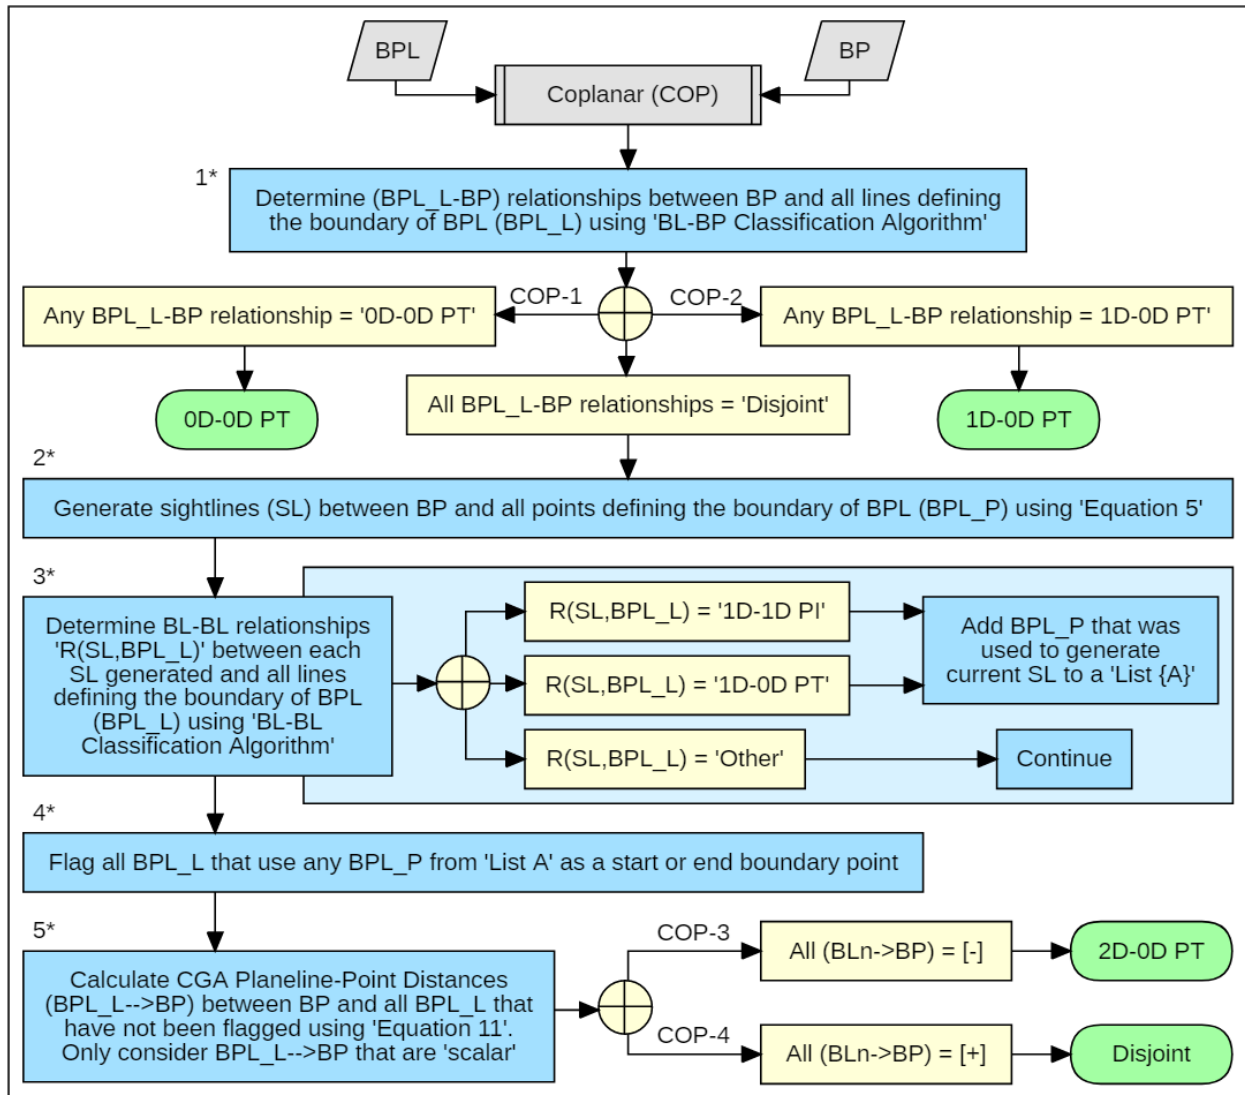 BPL
BP
Coplanar (COP)
1*
Determine (BPL_L-BP) relationships between BP and all lines defining
the boundary of BPL (BPL_L) using 'BL-BP Classification Algorithm'
COP-1
COP-2
Any BPL_L-BP relationship = '0D-0D PT'
Any BPL_L-BP relationship = 1D-0D PT'
All BPL_L-BP relationships = 'Disjoint'
0D-0D PT
1D-0D PT
2*
Generate sightlines (SL) between BP and all points defining the boundary of BPL (BPL_P) using 'Equation 5'
3*
Determine BL-BL relationships
'R(SL,BPL_L)' between each
SL generated and all lines
defining the boundary of BPL
(BPL_L) using 'BL-BL
Classification Algorithm'
R(SL,BPL_L) = '1D-1D PI'
R(SL,BPL_L) = '1D-0D PT'
R(SL,BPL_L) = 'Other'
Add BPL_P that was
used to generate
current SL to a 'List {A}'
Continue
4*
Flag all BPL_L that use any BPL_P from 'List A' as a start or end boundary point
5*
Calculate CGA Planeline-Point Distances
(BPL_L-->BP) between BP and all BPL_L that
have not been flagged using 'Equation 11'.
Only consider BPL_L-->BP that are 'scalar'
COP-3
All (BLn->BP) = [-]
2D-0D PT
COP-4
All (BLn->BP) = [+]
Disjoint